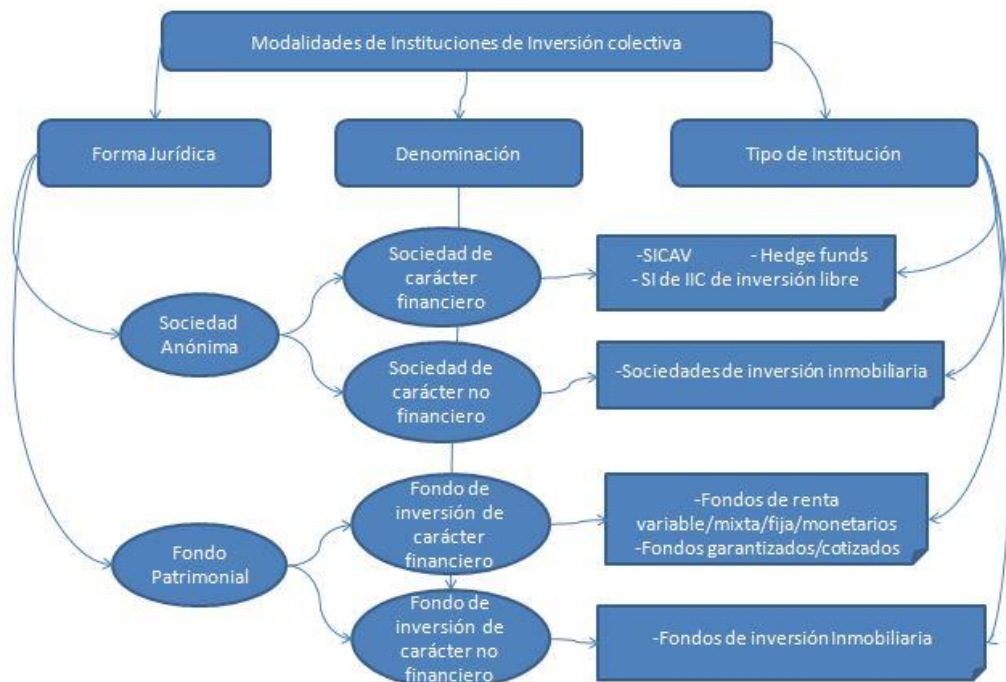 Modalidades de Instituciones de Inversión colectiva
Forma Jurídica
Denominación
Tipo de Institución
Sociedad de
carácter
financiero
-SICAV - Hedge funds
- SI de IIC de inversión libre
Sociedad
Anónima
Sociedad de
carácter no
financiero
-Sociedades de inversión inmobiliaria
Fondo de
inversión de
carácter
financiero
-Fondos de renta
variable/mixta/fija/monetarios
-Fondos garantizados/cotizados
Fondo
Patrimonial
Fondo de
inversión de
carácter no
financiero
-Fondos de inversión Inmobiliaria